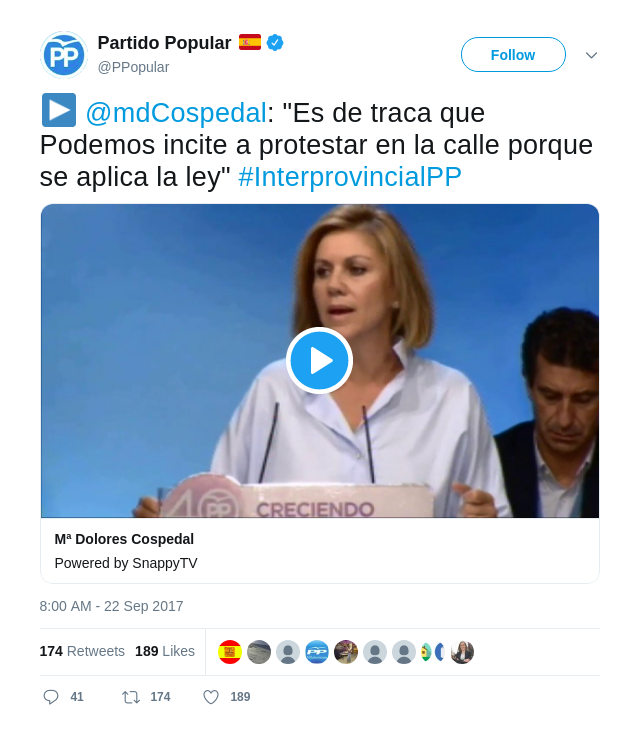 Partido Popular
@PPopular
Follow
@mdCospedal: "Es de traca que
Podemos incite a protestar en la calle porque
se aplica la ley" #InterprovincialPP
40 PP
CRECIENDO
Mª Dolores Cospedal
Powered by SnappyTV
8:00 AM - 22 Sep 2017
174 Retweets 189 Likes
41 174 189